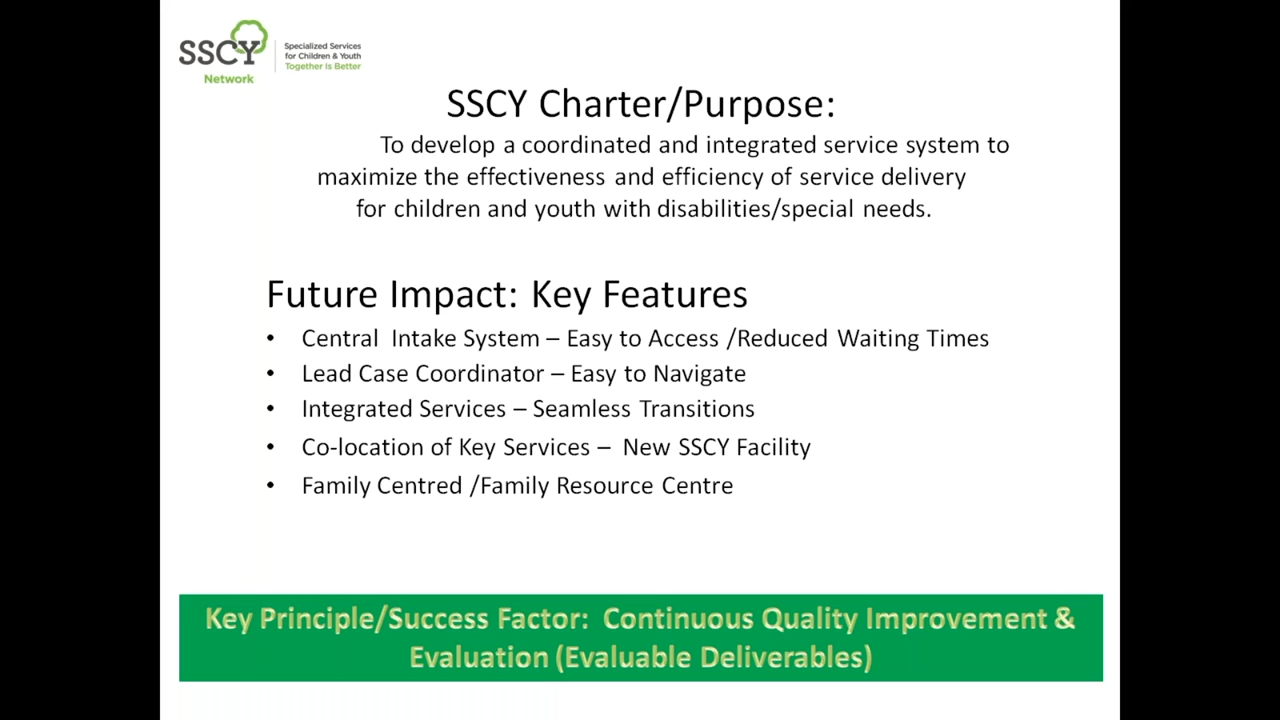 SSCY
Network
Specialized Services
for Children & Youth
Together Is Better
SSCY Charter/Purpose:
To develop a coordinated and integrated service system to
maximize the effectiveness and efficiency of service delivery
for children and youth with disabilities/special needs.
Future Impact: Key Features
• Central Intake System – Easy to Access /Reduced Waiting Times
• Lead Case Coordinator – Easy to Navigate
• Integrated Services – Seamless Transitions
• Co-location of Key Services – New SSCY Facility
• Family Centred /Family Resource Centre
Key Principle/Success Factor: Continuous Quality Improvement &
Evaluation (Evaluable Deliverables)